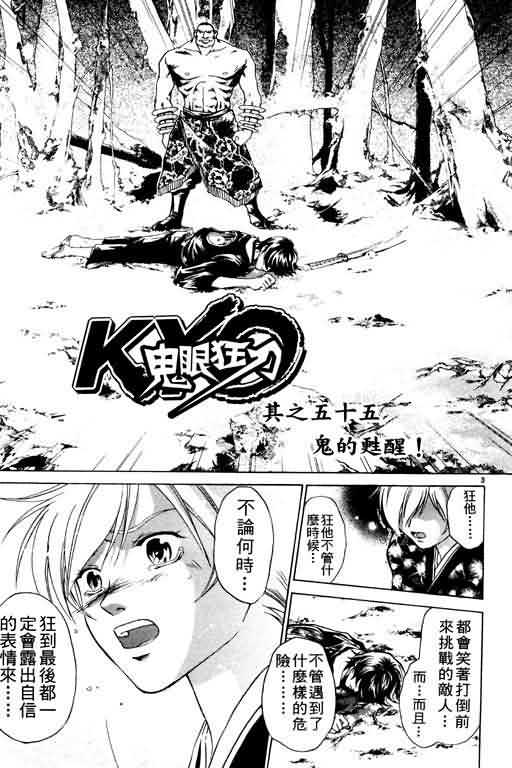 KYO
鬼眼狂刀
其之五十五
鬼的甦醒！
3
狂他…
狂他不管什
麼時候…
都會笑著打倒前
來挑戰的敵人…
而…而且…
不管遇到了
什麼樣的危
險……
不論何時…
狂到最後都一
定會露出自信
的表情來……